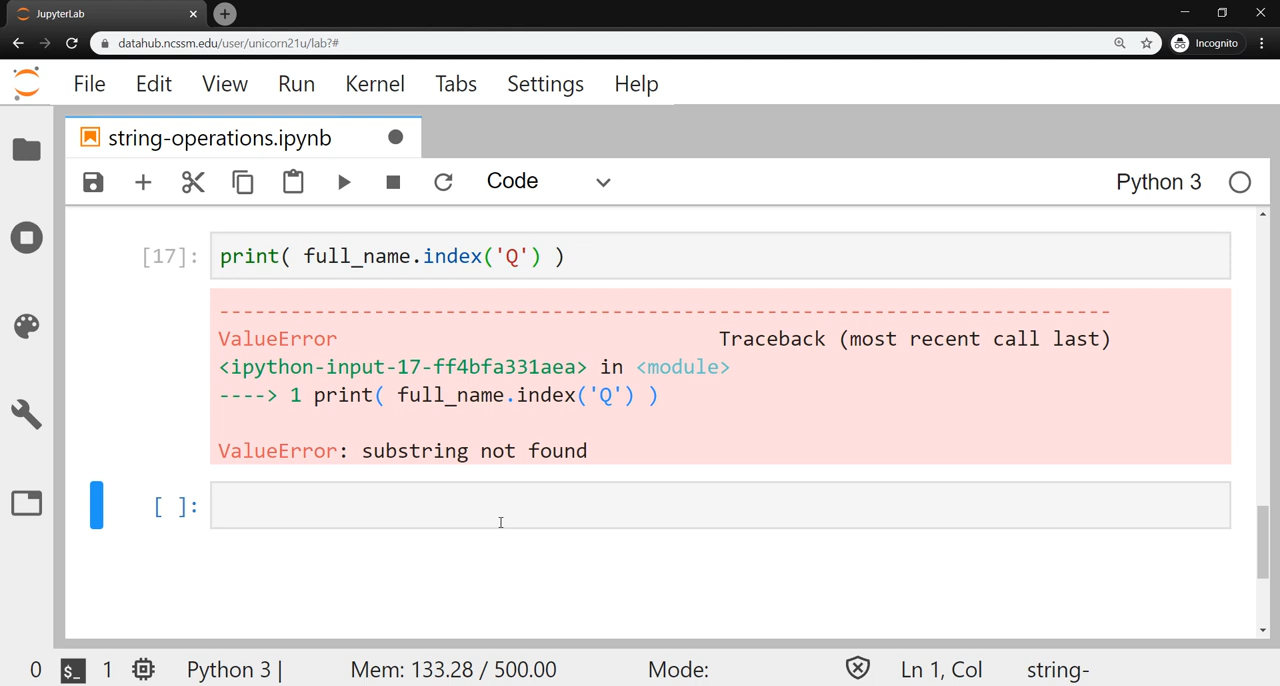 JupyterLab
datahub.ncssm.edu/user/unicorn21u/lab?#
Incognito
File Edit View Run Kernel Tabs Settings Help
string-operations.ipynb
Code
Python 3
[17]: print( full_name.index('Q') )
---------------------------------------------------------------------------
ValueError Traceback (most recent call last)
<ipython-input-17-ff4bfa331aea> in <module>
----> 1 print( full_name.index('Q') )
ValueError: substring not found
[ ]:
0 $_ 1 Python 3 | Mem: 133.28 / 500.00 Mode: Ln 1, Col string-